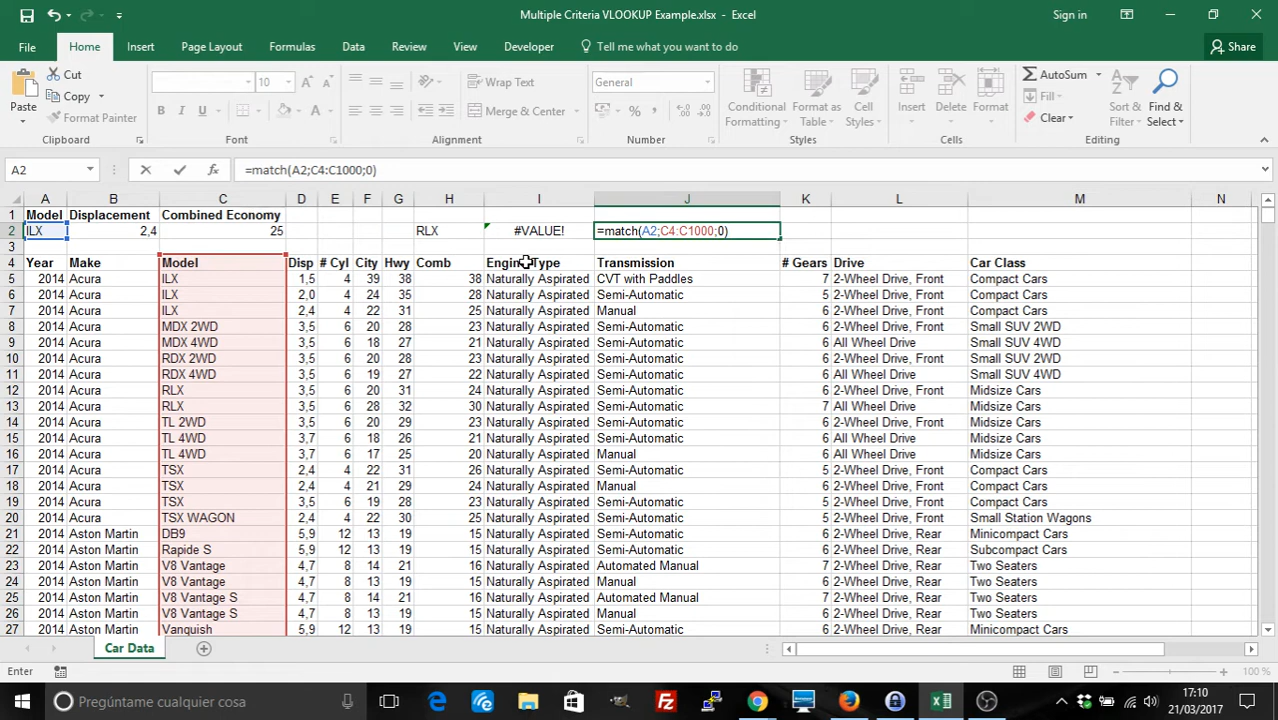 Multiple Criteria VLOOKUP Example.xlsx - Excel
Sign in
File Home Insert Page Layout Formulas Data Review View Developer Tell me what you want to do Share
Paste
Cut
Copy
Format Painter
Clipboard
10
B I U
A
Font
Wrap Text
Merge & Center
Alignment
General
%
Number
Conditional Formatting
Format as Table
Cell Styles
Styles
Insert
Delete
Format
Cells
AutoSum
Fill
Clear
Sort & Filter
Find & Select
Editing
A2 fx =match(A2;C4:C1000;0)
A B C D E F G H I J K L M N
1 Model Displacement Combined Economy
2 ILX 2,4 25 RLX #VALUE! =match(A2;C4:C1000;0)
3
4 Year Make Model Disp # Cyl City Hwy Comb Engine Type Transmission # Gears Drive Car Class
5 2014 Acura ILX 1,5 4 39 38 38 Naturally Aspirated CVT with Paddles 7 2-Wheel Drive, Front Compact Cars
6 2014 Acura ILX 2,0 4 24 35 28 Naturally Aspirated Semi-Automatic 5 2-Wheel Drive, Front Compact Cars
7 2014 Acura ILX 2,4 4 22 31 25 Naturally Aspirated Manual 6 2-Wheel Drive, Front Compact Cars
8 2014 Acura MDX 2WD 3,5 6 20 28 23 Naturally Aspirated Semi-Automatic 6 2-Wheel Drive, Front Small SUV 2WD
9 2014 Acura MDX 4WD 3,5 6 18 27 21 Naturally Aspirated Semi-Automatic 6 All Wheel Drive Small SUV 4WD
10 2014 Acura RDX 2WD 3,5 6 20 28 23 Naturally Aspirated Semi-Automatic 6 2-Wheel Drive, Front Small SUV 2WD
11 2014 Acura RDX 4WD 3,5 6 19 27 22 Naturally Aspirated Semi-Automatic 6 All Wheel Drive Small SUV 4WD
12 2014 Acura RLX 3,5 6 20 31 24 Naturally Aspirated Semi-Automatic 6 2-Wheel Drive, Front Midsize Cars
13 2014 Acura RLX 3,5 6 28 32 30 Naturally Aspirated Semi-Automatic 7 All Wheel Drive Midsize Cars
14 2014 Acura TL 2WD 3,5 6 20 29 23 Naturally Aspirated Semi-Automatic 6 2-Wheel Drive, Front Midsize Cars
15 2014 Acura TL 4WD 3,7 6 18 26 21 Naturally Aspirated Semi-Automatic 6 All Wheel Drive Midsize Cars
16 2014 Acura TL 4WD 3,7 6 17 25 20 Naturally Aspirated Manual 6 All Wheel Drive Midsize Cars
17 2014 Acura TSX 2,4 4 22 31 26 Naturally Aspirated Semi-Automatic 5 2-Wheel Drive, Front Compact Cars
18 2014 Acura TSX 2,4 4 21 29 24 Naturally Aspirated Manual 6 2-Wheel Drive, Front Compact Cars
19 2014 Acura TSX 3,5 6 19 28 23 Naturally Aspirated Semi-Automatic 5 2-Wheel Drive, Front Compact Cars
20 2014 Acura TSX WAGON 2,4 4 22 30 25 Naturally Aspirated Semi-Automatic 5 2-Wheel Drive, Front Small Station Wagons
21 2014 Aston Martin DB9 5,9 12 13 19 15 Naturally Aspirated Semi-Automatic 6 2-Wheel Drive, Rear Minicompact Cars
22 2014 Aston Martin Rapide S 5,9 12 13 19 15 Naturally Aspirated Semi-Automatic 6 2-Wheel Drive, Rear Subcompact Cars
23 2014 Aston Martin V8 Vantage 4,7 8 14 21 16 Naturally Aspirated Automated Manual 7 2-Wheel Drive, Rear Two Seaters
24 2014 Aston Martin V8 Vantage 4,7 8 13 19 15 Naturally Aspirated Manual 6 2-Wheel Drive, Rear Two Seaters
25 2014 Aston Martin V8 Vantage S 4,7 8 14 21 16 Naturally Aspirated Automated Manual 7 2-Wheel Drive, Rear Two Seaters
26 2014 Aston Martin V8 Vantage S 4,7 8 13 19 15 Naturally Aspirated Manual 6 2-Wheel Drive, Rear Two Seaters
27 2014 Aston Martin Vanquish 5,9 12 13 19 15 Naturally Aspirated Semi-Automatic 6 2-Wheel Drive, Rear Minicompact Cars
Car Data
Enter
100 %
Pregúntame cualquier cosa
17:10
21/03/2017